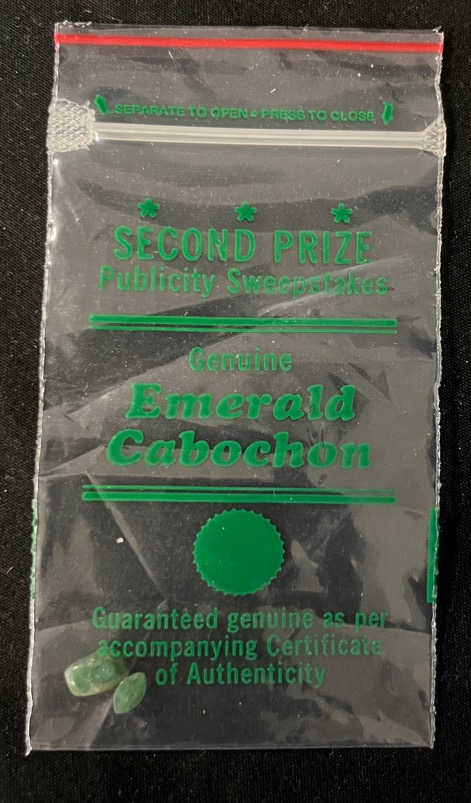 SEPARATE TO OPEN • PRESS TO CLOSE
SECOND PRIZE
Publicity Sweepstakes
Genuine
Emerald
Cabochon
Guaranteed genuine as per
accompanying Certificate
of Authenticity